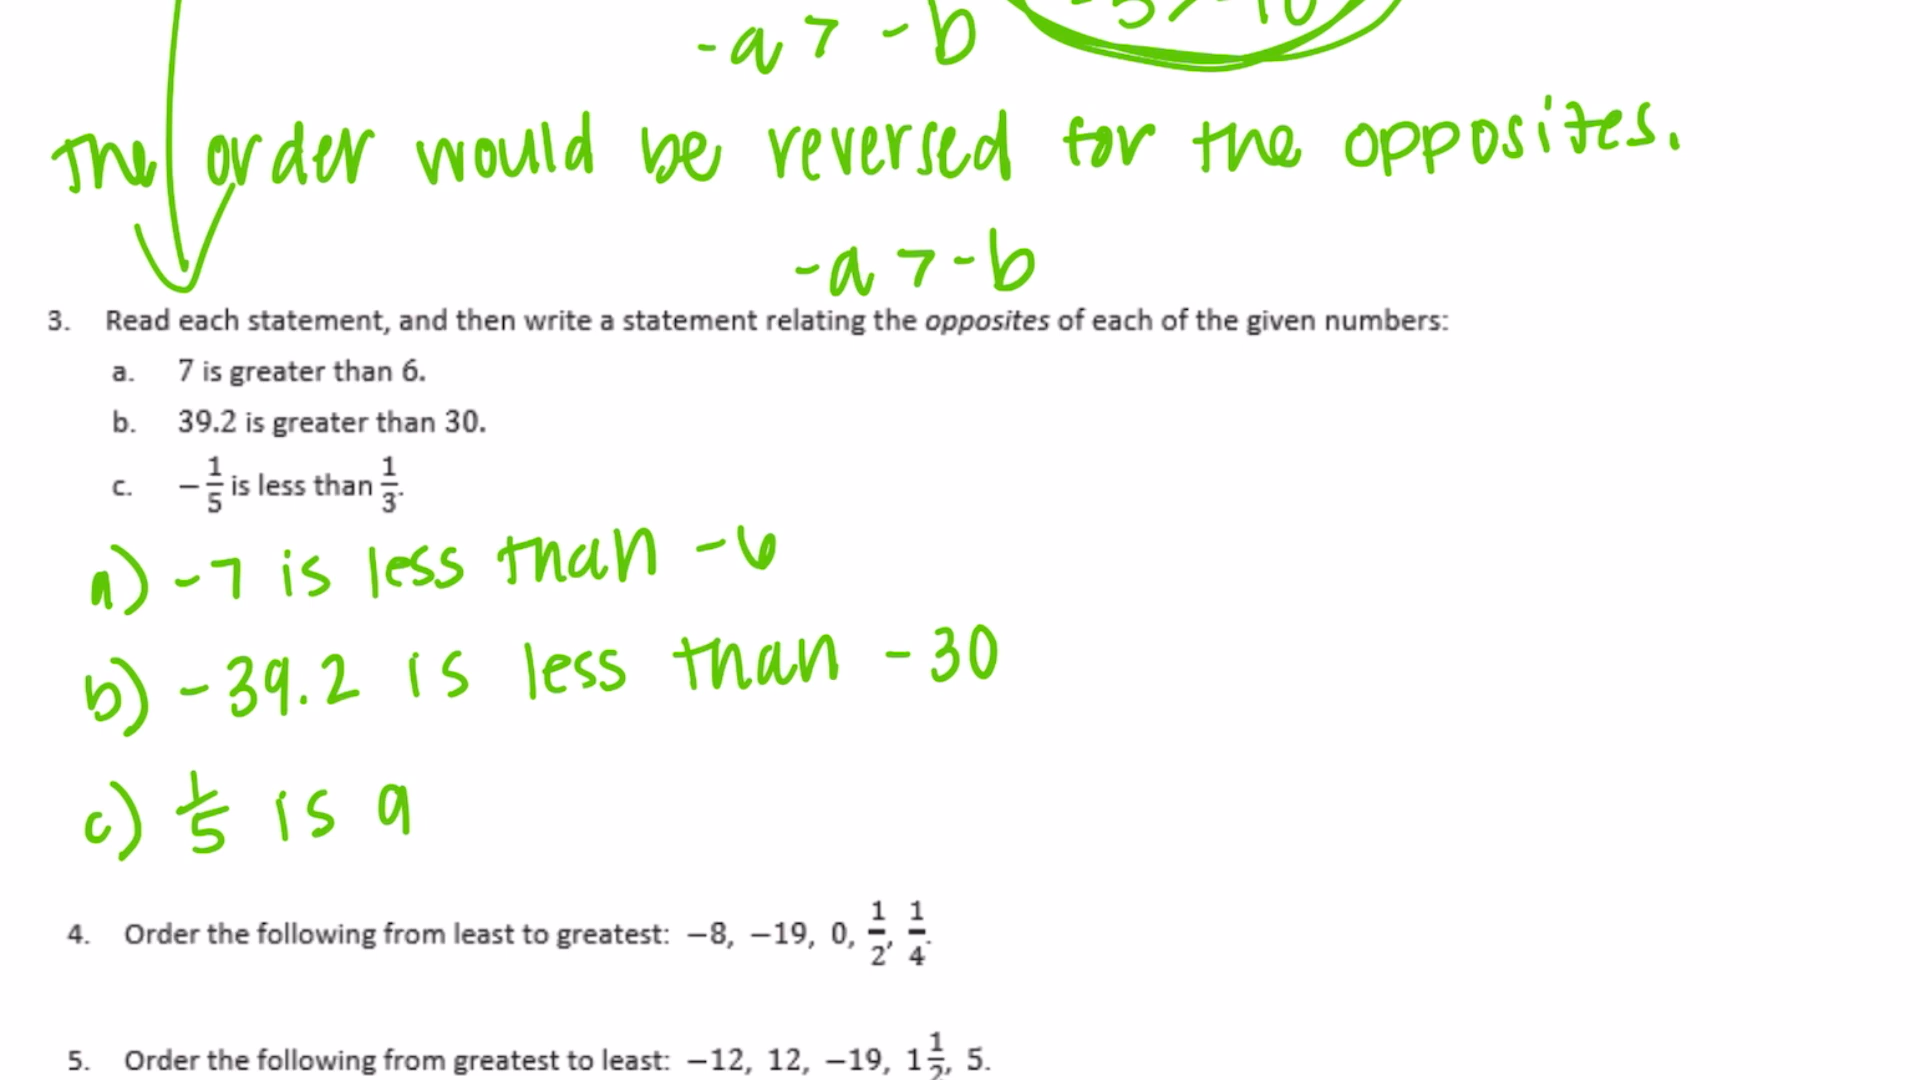 -a > -b -5 > -10
The order would be reversed for the opposites.
-a > -b
3. Read each statement, and then write a statement relating the opposites of each of the given numbers:
a. 7 is greater than 6.
b. 39.2 is greater than 30.
c. −1/5 is less than 1/3.
a) -7 is less than -6
b) -39.2 is less than -30
c) 1/5 is g
4. Order the following from least to greatest: −8, −19, 0, 1/2, 1/4.
5. Order the following from greatest to least: −12, 12, −19, 1 1/2, 5.